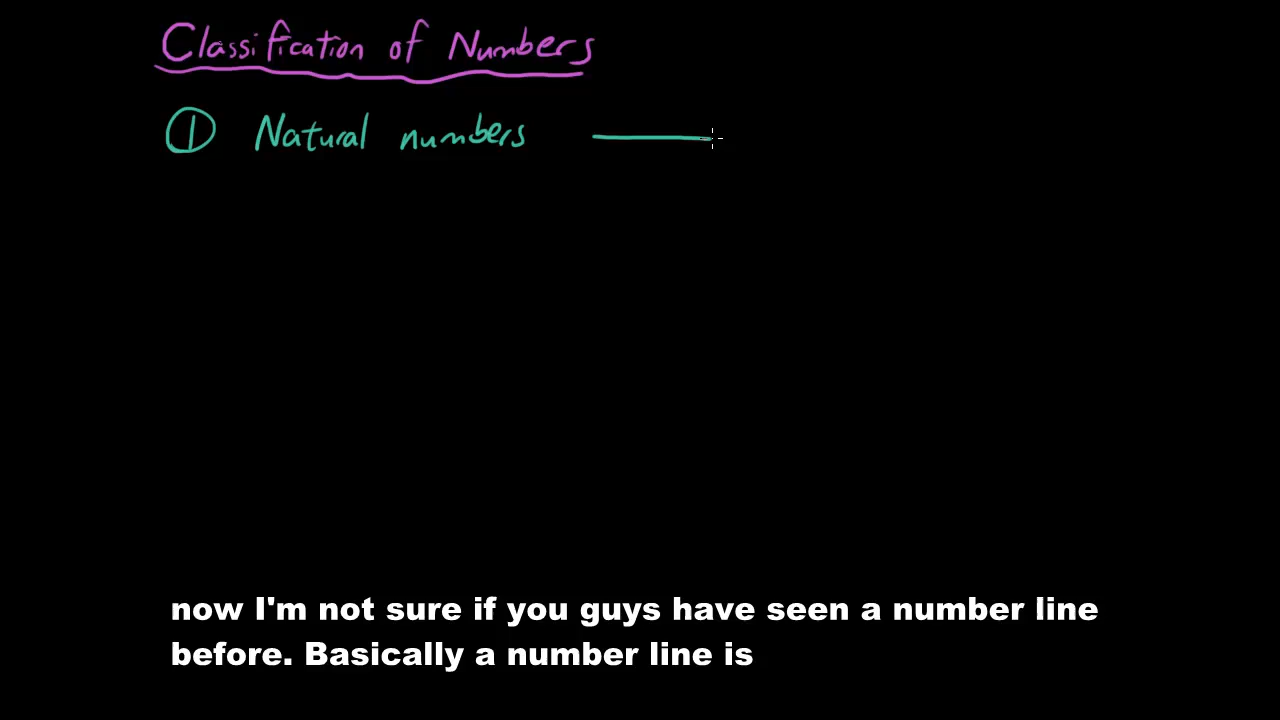 Classification of Numbers
① Natural numbers
now I'm not sure if you guys have seen a number line
before. Basically a number line is